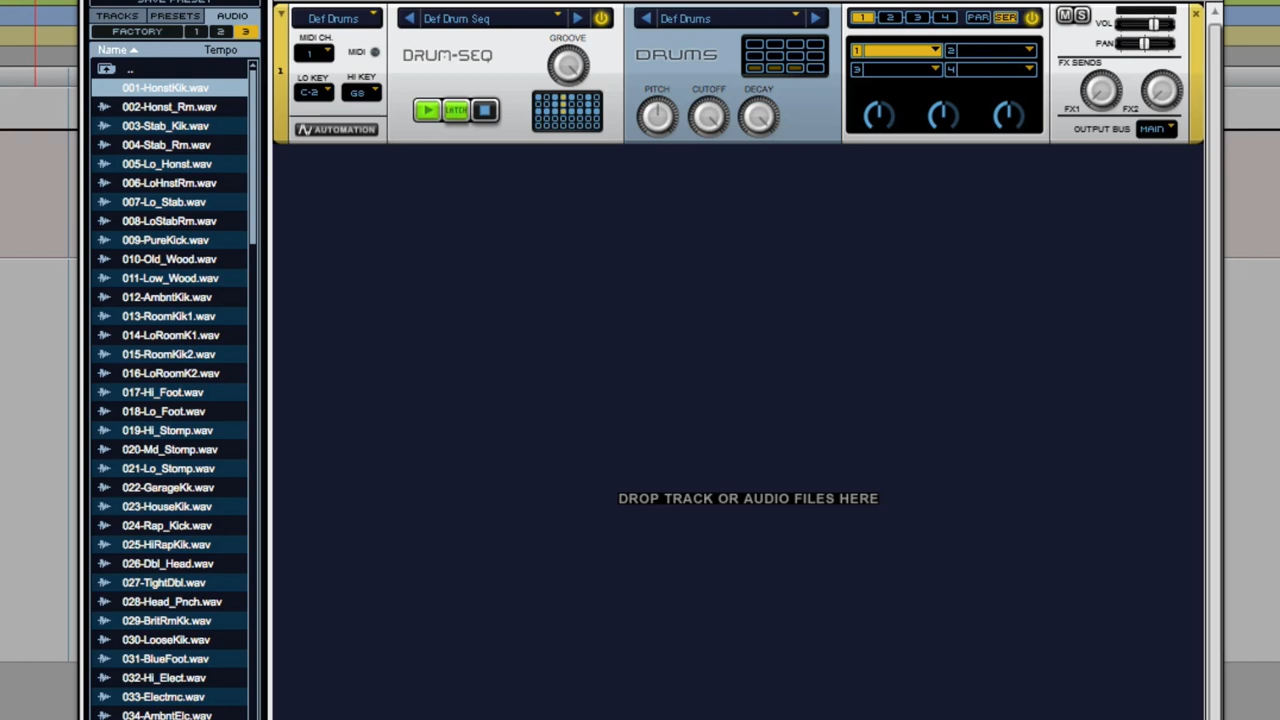 SAVE PRESET
TRACKS PRESETS AUDIO
FACTORY 1 2 3
Name Tempo
..
001-HonstKik.wav
002-Honst_Rm.wav
003-Stab_Kik.wav
004-Stab_Rm.wav
005-Lo_Honst.wav
006-LoHnstRm.wav
007-Lo_Stab.wav
008-LoStabRm.wav
009-PureKick.wav
010-Old_Wood.wav
011-Low_Wood.wav
012-AmbntKik.wav
013-RoomKik1.wav
014-LoRoomK1.wav
015-RoomKik2.wav
016-LoRoomK2.wav
017-Hi_Foot.wav
018-Lo_Foot.wav
019-Hi_Stomp.wav
020-Md_Stomp.wav
021-Lo_Stomp.wav
022-GarageKk.wav
023-HouseKik.wav
024-Rap_Kick.wav
025-HiRapKik.wav
026-Dbl_Head.wav
027-TightDbl.wav
028-Head_Pnch.wav
029-BritRmKk.wav
030-LooseKik.wav
031-BlueFoot.wav
032-Hi_Elect.wav
033-Electrnc.wav
034-AmbntElc.wav
1
Def Drums
MIDI CH.
1 MIDI
LO KEY HI KEY
C-2 G8
AUTOMATION
Def Drum Seq
DRUM-SEQ
GROOVE
LATCH
Def Drums
DRUMS
PITCH CUTOFF DECAY
1 2 3 4 PAR SER
1 2
3 4
M S VOL
PAN
FX SENDS
FX1 FX2
OUTPUT BUS MAIN
DROP TRACK OR AUDIO FILES HERE